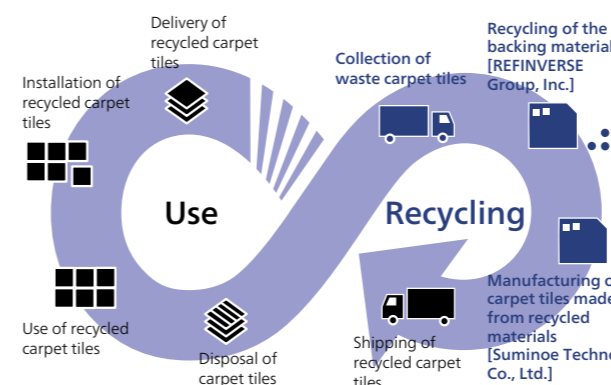 Delivery of
recycled carpet
tiles
Installation of
recycled carpet
tiles
Use
Use of recycled
carpet tiles
Disposal of
carpet tiles
Collection of
waste carpet tiles
Recycling of the
backing material
[REFINVERSE
Group, Inc.]
Recycling
Manufacturing o
carpet tiles made
from recycled
materials
[Suminoe Techno
Co., Ltd.]
Shipping of
recycled carpet
tiles